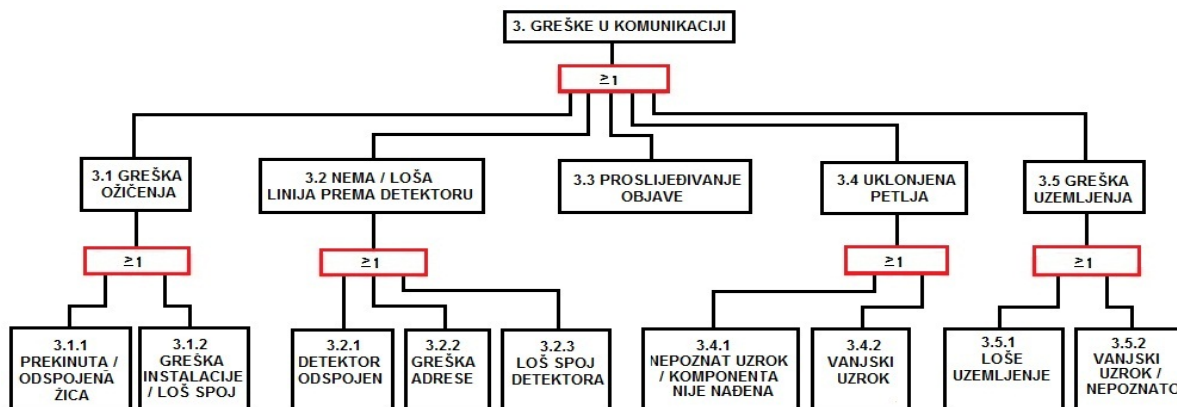 3. GREŠKE U KOMUNIKACIJI
≥1
3.1 GREŠKA
OŽIČENJA
3.2 NEMA / LOŠA
LINIJA PREMA DETEKTORU
3.3 PROSLIJEĐIVANJE
OBJAVE
3.4 UKLONJENA
PETLJA
3.5 GREŠKA
UZEMLJENJA
≥1
≥1
≥1
≥1
3.1.1
PREKINUTA /
ODSPOJENA
ŽICA
3.1.2
GREŠKA
INSTALACIJE
/ LOŠ SPOJ
3.2.1
DETEKTOR
ODSPOJEN
3.2.2
GREŠKA
ADRESE
3.2.3
LOŠ SPOJ
DETEKTORA
3.4.1
NEPOZNAT UZROK
/ KOMPONENTA
NIJE NAĐENA
3.4.2
VANJSKI
UZROK
3.5.1
LOŠE
UZEMLJENJE
3.5.2
VANJSKI
UZROK /
NEPOZNATO